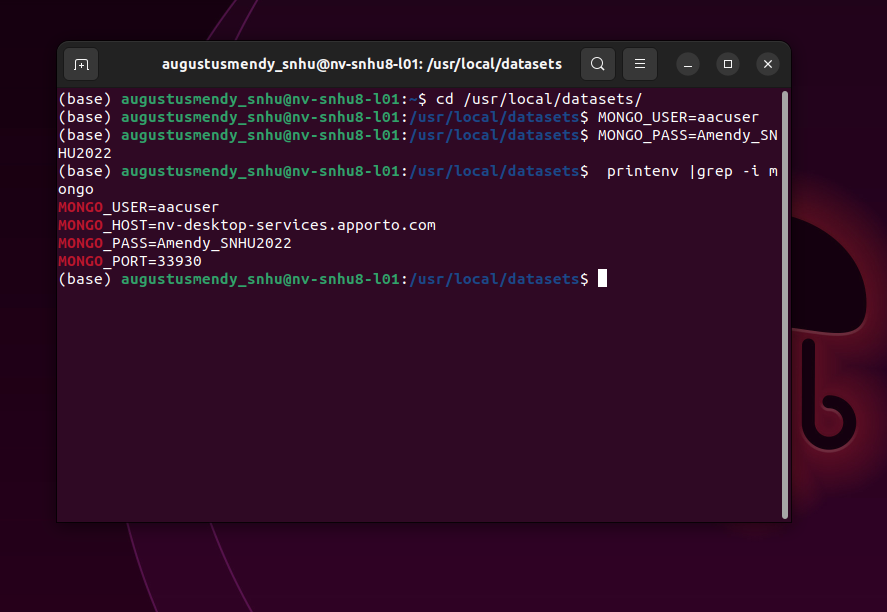 augustusmendy_snhu@nv-snhu8-l01: /usr/local/datasets
(base) augustusmendy_snhu@nv-snhu8-l01:~$ cd /usr/local/datasets/
(base) augustusmendy_snhu@nv-snhu8-l01:/usr/local/datasets$ MONGO_USER=aacuser
(base) augustusmendy_snhu@nv-snhu8-l01:/usr/local/datasets$ MONGO_PASS=Amendy_SN
HU2022
(base) augustusmendy_snhu@nv-snhu8-l01:/usr/local/datasets$  printenv |grep -i m
ongo
MONGO_USER=aacuser
MONGO_HOST=nv-desktop-services.apporto.com
MONGO_PASS=Amendy_SNHU2022
MONGO_PORT=33930
(base) augustusmendy_snhu@nv-snhu8-l01:/usr/local/datasets$